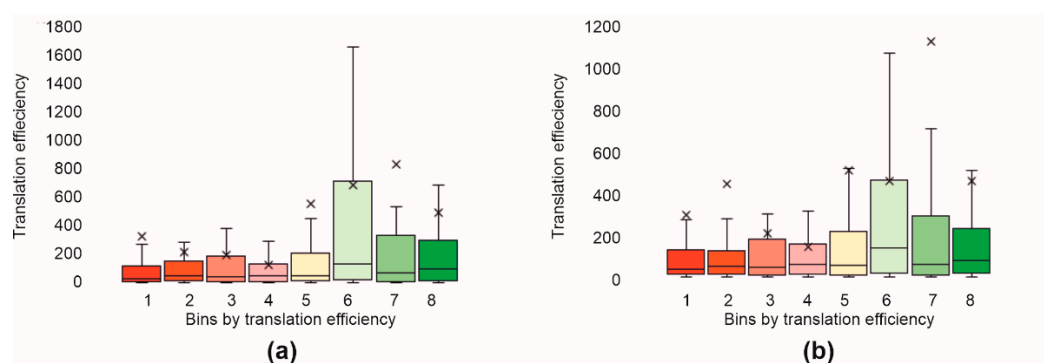 1800
1600
1400
1200
1000
800
600
400
200
0
Translation effieciency
1 2 3 4 5 6 7 8
Bins by translation efficiency
(a)
1200
1000
800
600
400
200
0
Translation effieciency
1 2 3 4 5 6 7 8
Bins by translation efficiency
(b)